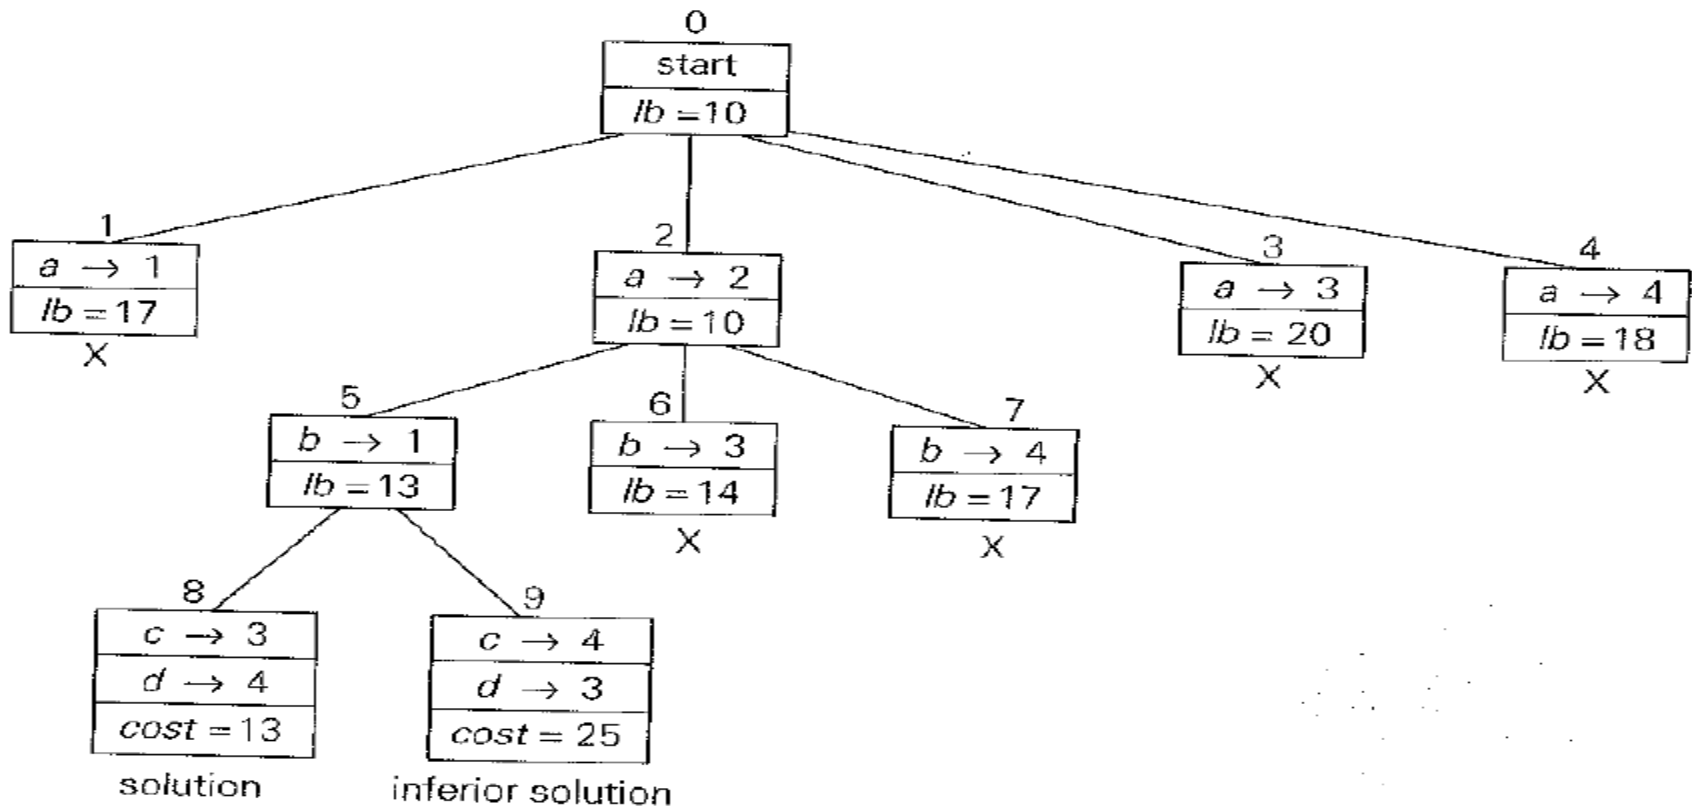 0
start
lb = 10
1
a → 1
lb = 17
X
2
a → 2
lb = 10
3
a → 3
lb = 20
X
4
a → 4
lb = 18
X
5
b → 1
lb = 13
6
b → 3
lb = 14
X
7
b → 4
lb = 17
X
8
c → 3
d → 4
cost = 13
solution
9
c → 4
d → 3
cost = 25
inferior solution